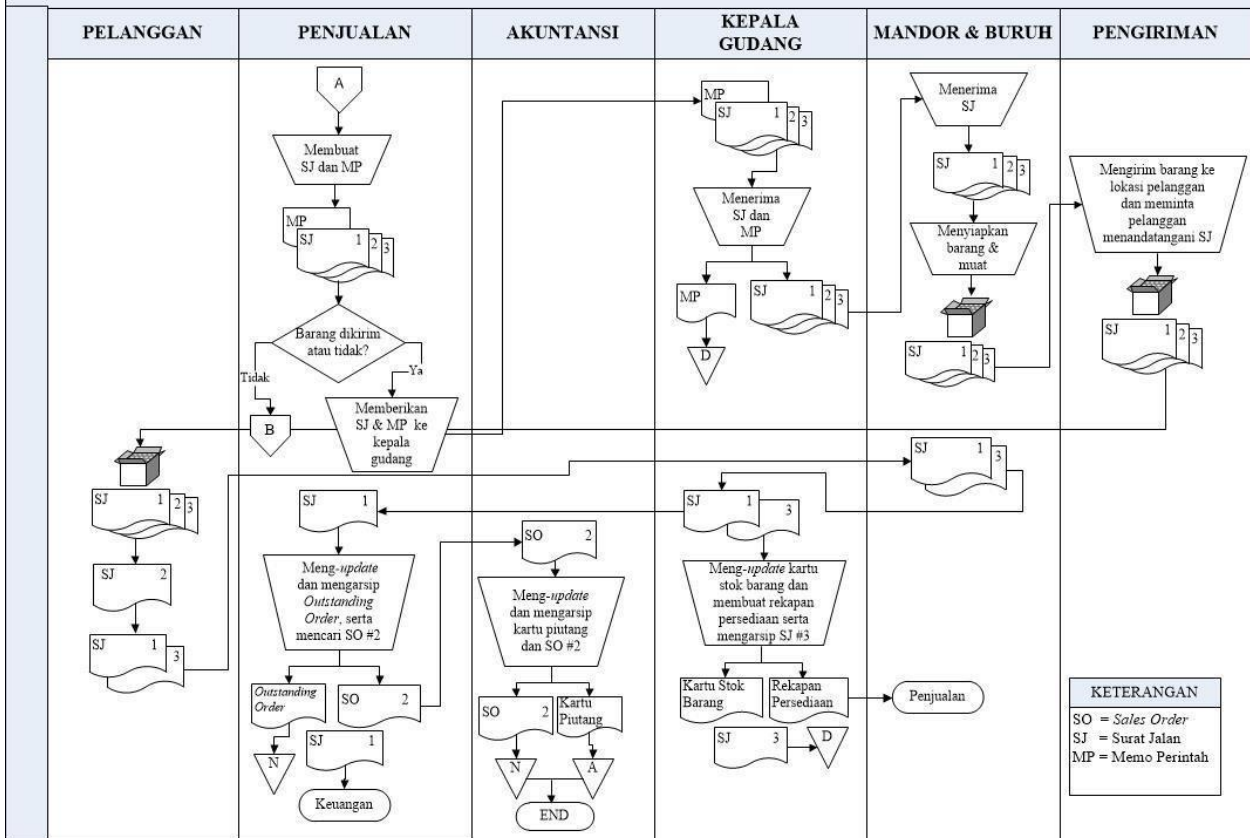 PELANGGAN
PENJUALAN
AKUNTANSI
KEPALA
GUDANG
MANDOR & BURUH
PENGIRIMAN
A
Membuat
SJ dan MP
MP
SJ 1 2 3
Barang dikirim
atau tidak?
Tidak
Ya
B
Memberikan
SJ & MP ke
kepala
gudang
MP
SJ 1 2 3
Menerima
SJ dan
MP
MP
SJ 1 2 3
D
Menerima
SJ
SJ 1 2 3
Menyiapkan
barang &
muat
SJ 1 2 3
Mengirim barang ke
lokasi pelanggan
dan meminta
pelanggan
menandatangani SJ
SJ 1 2 3
SJ 1 2 3
SJ 2
SJ 1 3
SJ 1 3
SJ 1 3
SJ 1
Meng-update
dan mengarsip
Outstanding
Order, serta
mencari SO #2
Outstanding
Order
SO 2
N
SJ 1
Keuangan
SO 2
Meng-update
dan mengarsip
kartu piutang
dan SO #2
SO 2
Kartu
Piutang
N
A
END
Meng-update kartu
stok barang dan
membuat rekapan
persediaan serta
mengarsip SJ #3
Kartu Stok
Barang
Rekapan
Persediaan
SJ 3
D
Penjualan
KETERANGAN
SO = Sales Order
SJ = Surat Jalan
MP = Memo Perintah